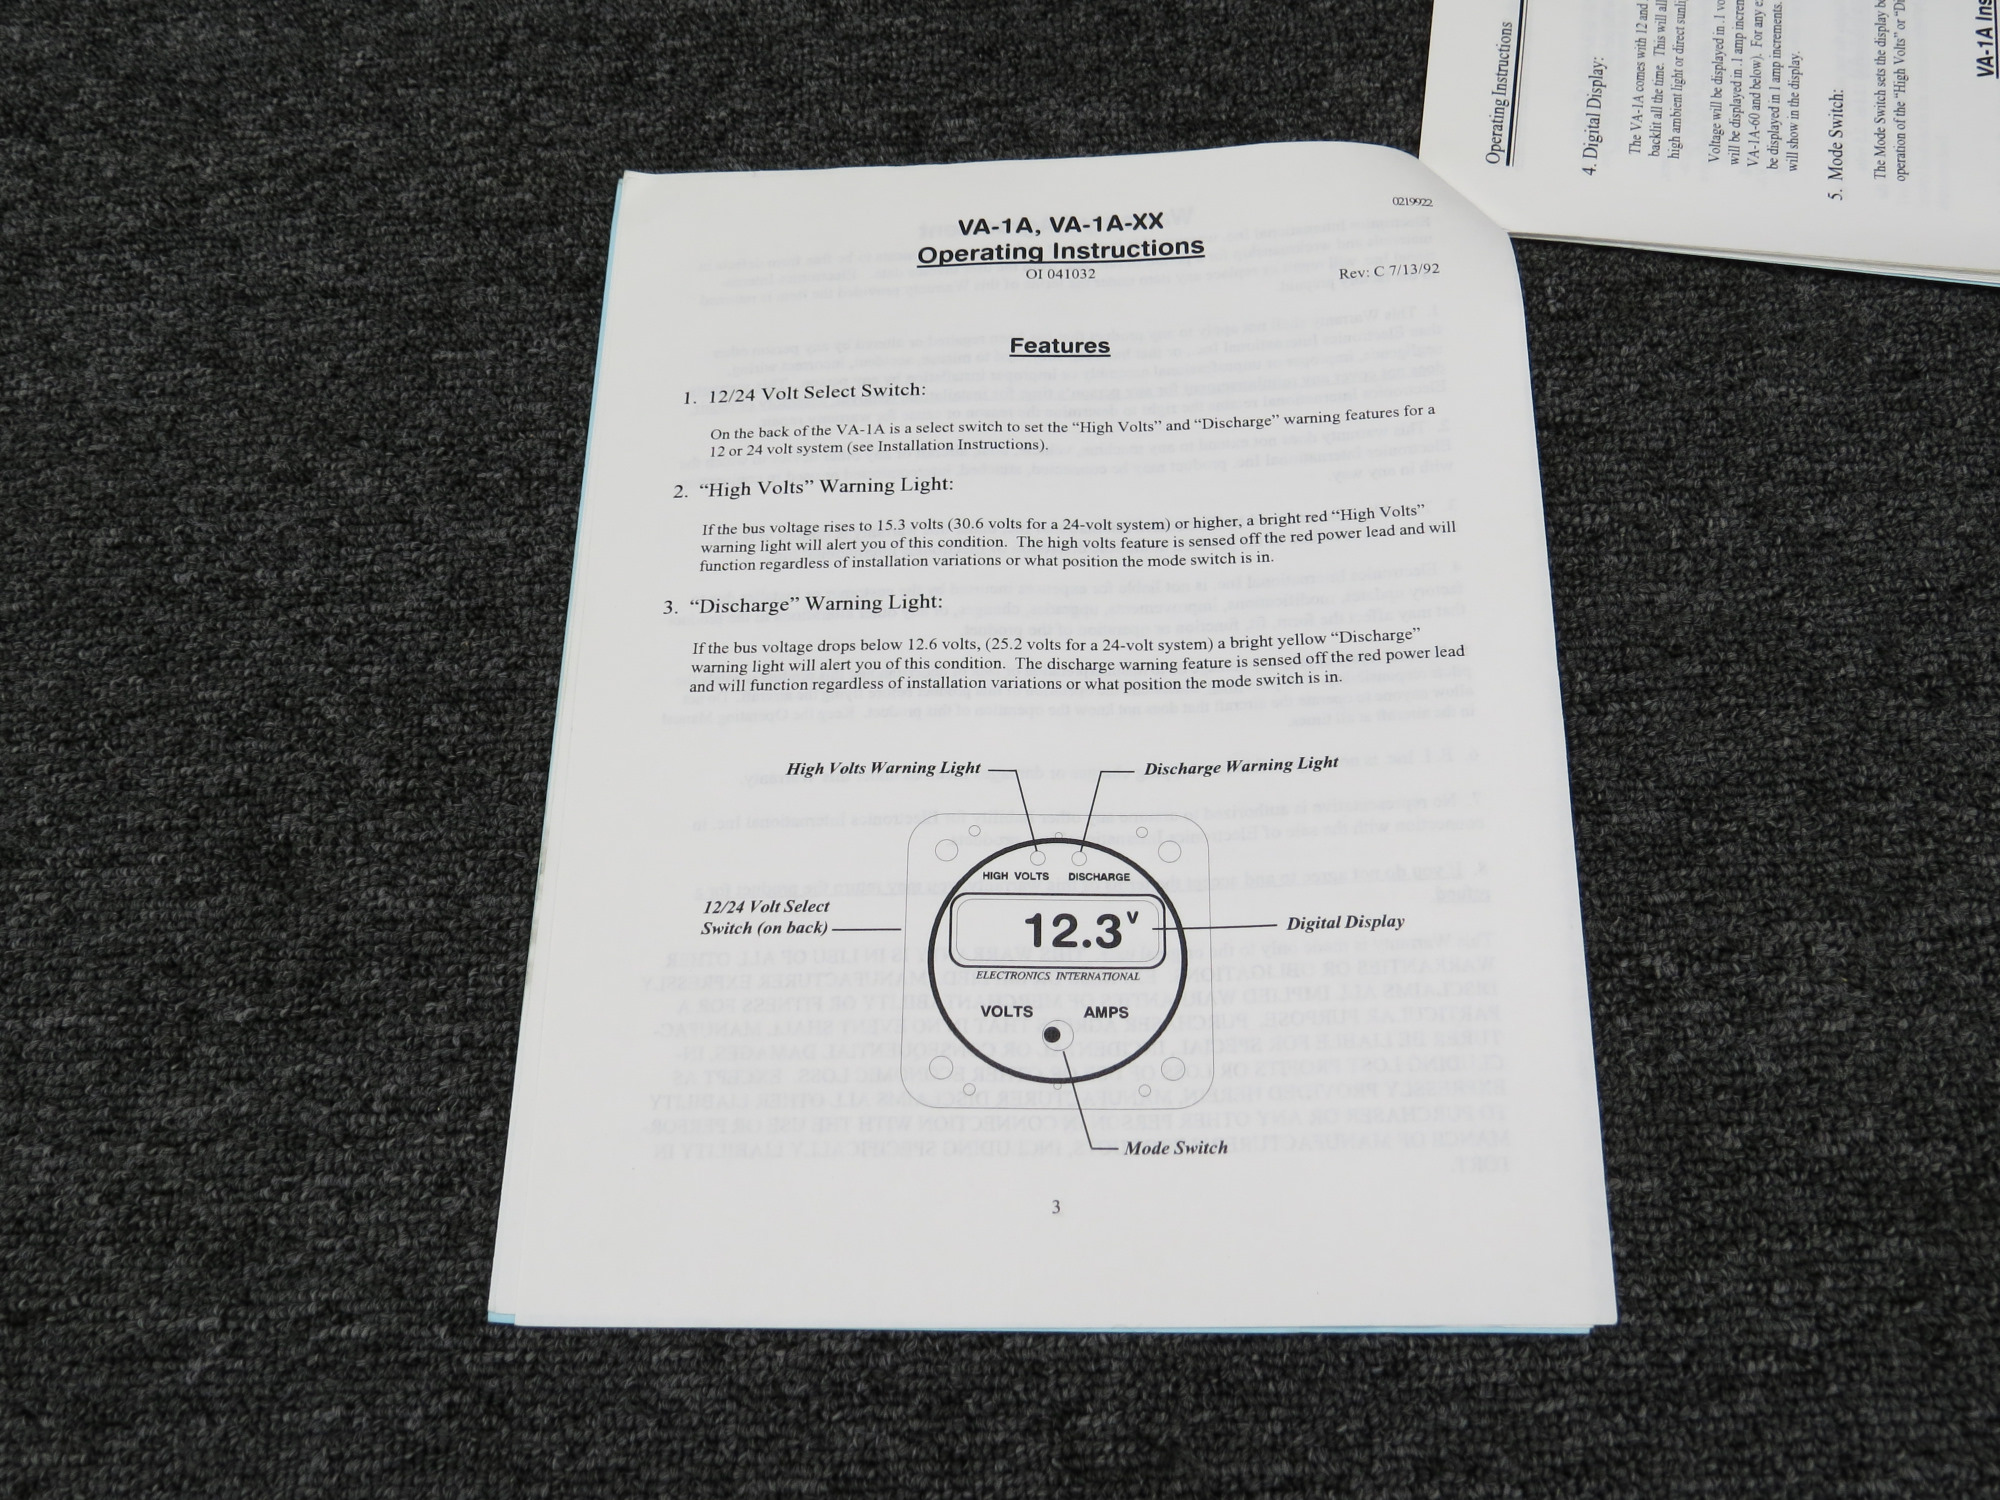 0219922
VA-1A, VA-1A-XX
Operating Instructions
OI 041032
Rev: C 7/13/92
Features
1. 12/24 Volt Select Switch:
On the back of the VA-1A is a select switch to set the “High Volts” and “Discharge” warning features for a
12 or 24 volt system (see Installation Instructions).
2. “High Volts” Warning Light:
If the bus voltage rises to 15.3 volts (30.6 volts for a 24-volt system) or higher, a bright red “High Volts”
warning light will alert you of this condition. The high volts feature is sensed off the red power lead and will
function regardless of installation variations or what position the mode switch is in.
3. “Discharge” Warning Light:
If the bus voltage drops below 12.6 volts, (25.2 volts for a 24-volt system) a bright yellow “Discharge”
warning light will alert you of this condition. The discharge warning feature is sensed off the red power lead
and will function regardless of installation variations or what position the mode switch is in.
High Volts Warning Light
Discharge Warning Light
HIGH VOLTS DISCHARGE
12/24 Volt Select
Switch (on back)
12.3V
Digital Display
ELECTRONICS INTERNATIONAL
VOLTS AMPS
Mode Switch
3
Operating Instructions
4. Digital Display:
The VA-1A comes with 12 and
backlit all the time. This will
high ambient light or direct
Voltage will be displayed in .1
will be displayed in .1 amp
VA-1A-60 and below). For any
be displayed in 1 amp increments.
will show in the display.
5. Mode Switch:
The Mode Switch sets the display
operation of the “High Volts” or
VA-1A